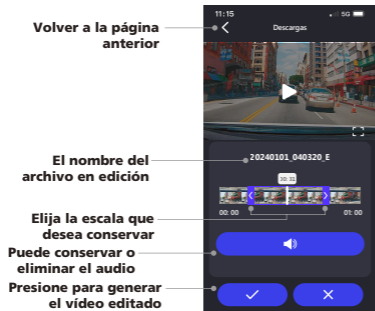 11:15
5G
Volver a la página
anterior
Descargas
El nombre del
archivo en edición
20240101_040320_E
30:31
00:00
01:00
Elija la escala que
desea conservar
Puede conservar o
eliminar el audio
Presione para generar
el vídeo editado